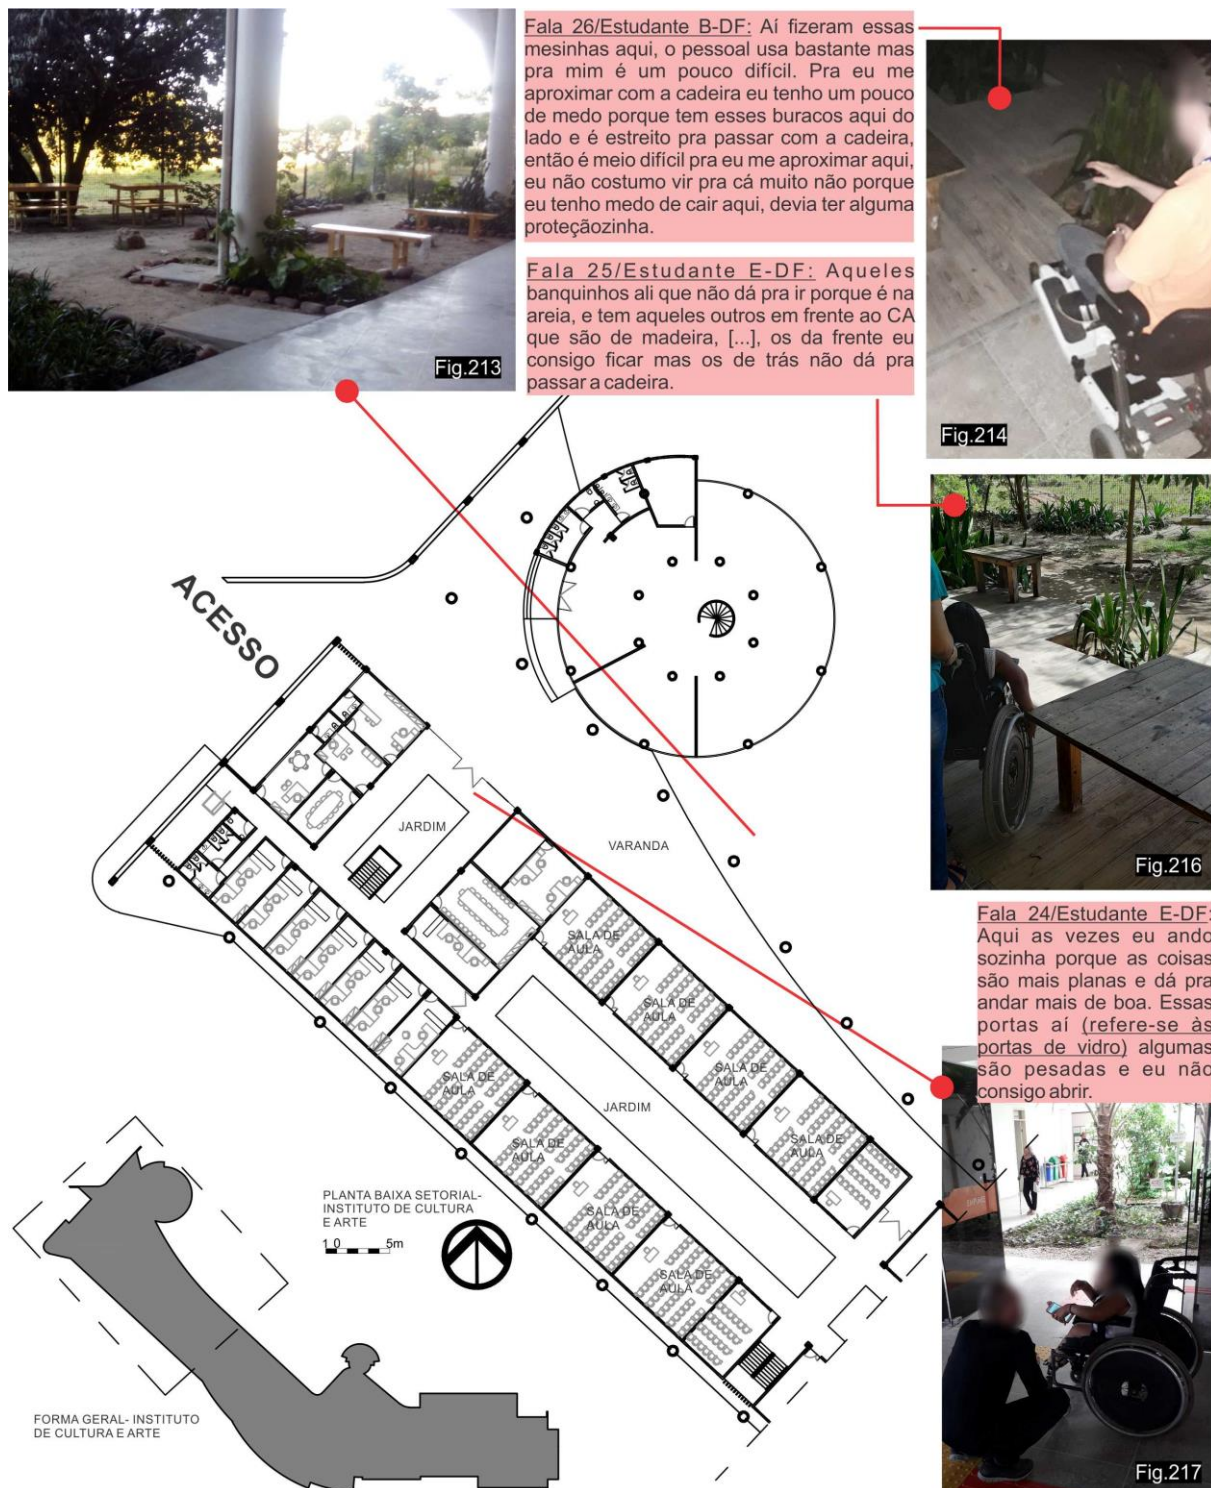 Fala 26/Estudante B-DF: Aí fizeram essas
mesinhas aqui, o pessoal usa bastante mas
pra mim é um pouco difícil. Pra eu me
aproximar com a cadeira eu tenho um pouco
de medo porque tem esses buracos aqui do
lado e é estreito pra passar com a cadeira,
então é meio difícil pra eu me aproximar aqui,
eu não costumo vir pra cá muito não porque
eu tenho medo de cair aqui, devia ter alguma
proteçãozinha.
Fig.213
Fala 25/Estudante E-DF: Aqueles
banquinhos ali que não dá pra ir porque é na
areia, e tem aqueles outros em frente ao CA
que são de madeira, [...], os da frente eu
consigo ficar mas os de trás não dá pra
passar a cadeira.
Fig.214
ACESSO
JARDIM
VARANDA
Fig.216
Fala 24/Estudante E-DF:
Aqui as vezes eu ando
sozinha porque as coisas
são mais planas e dá pra
andar mais de boa. Essas
portas aí (refere-se às
portas de vidro) algumas
são pesadas e eu não
consigo abrir.
SALA DE
AULA
SALA DE
AULA
SALA DE
AULA
SALA DE
AULA
SALA DE
AULA
SALA DE
AULA
SALA DE
AULA
SALA DE
AULA
JARDIM
PLANTA BAIXA SETORIAL-
INSTITUTO DE CULTURA
E ARTE
1 0 5m
FORMA GERAL- INSTITUTO
DE CULTURA E ARTE
Fig.217